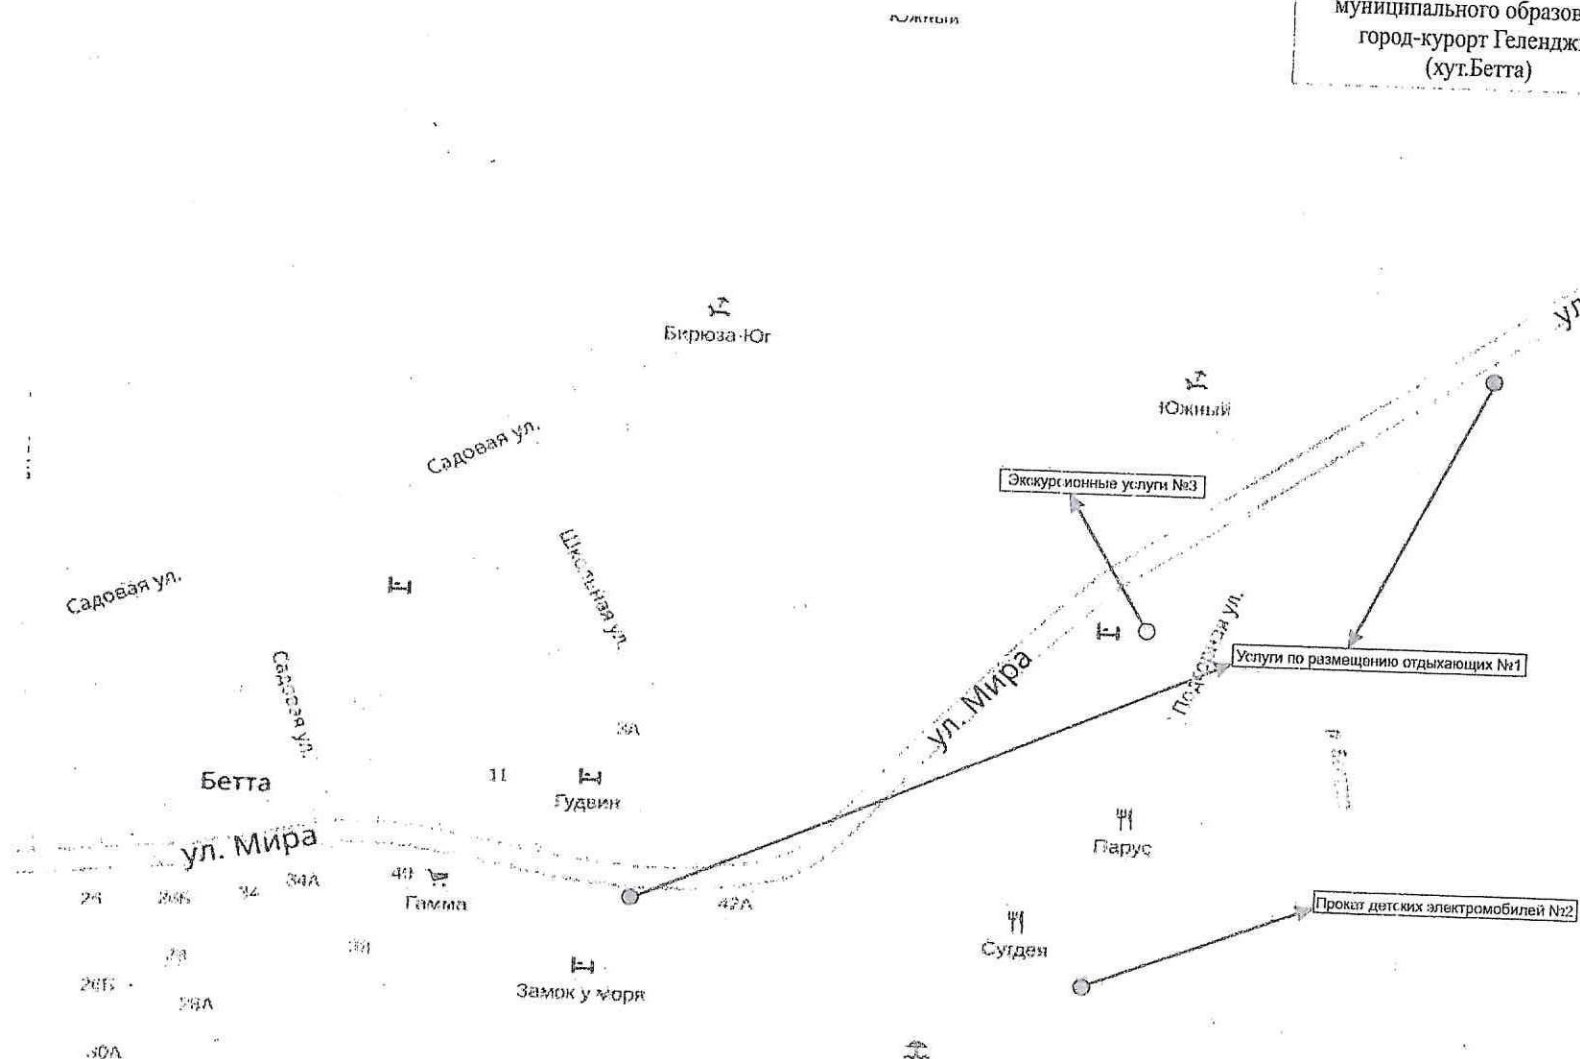 Южный
муниципального образов
город-курорт Геленджи
(хут.Бетта)
ул
Бирюза-Юг
Южный
Садовая ул.
Экскурсионные услуги №3
Школьная ул.
Садовая ул.
Подгорная ул.
Садовая ул.
Услуги по размещению отдыхающих №1
ул. Мира
3А
11
Бетта
Гудвин
Парус
ул. Мира
26
26Б
34
34А
40
Гамма
42А
Прокат детских электромобилей №2
Сугдея
28
Замок у моря
28А
30А